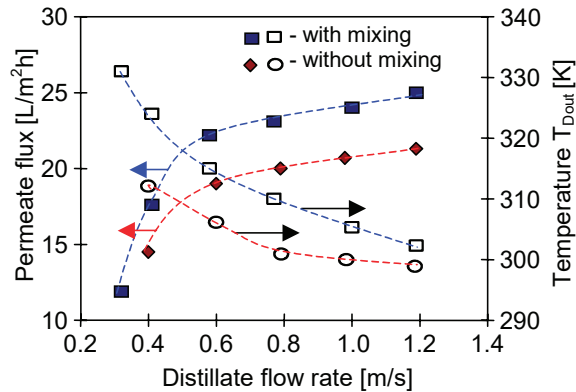 30
25
20
15
10
Permeate flux [L/m²h]
- with mixing
- without mixing
340
330
320
310
300
290
Temperature T_Dout [K]
0.2 0.4 0.6 0.8 1.0 1.2 1.4
Distillate flow rate [m/s]